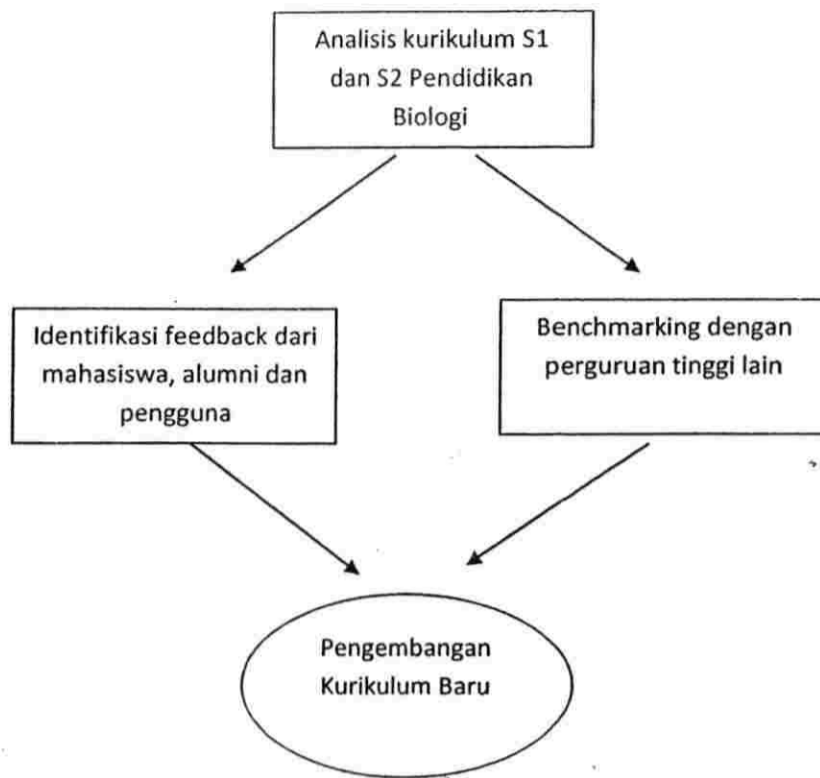 Analisis kurikulum S1
dan S2 Pendidikan
Biologi
Identifikasi feedback dari
mahasiswa, alumni dan
pengguna
Benchmarking dengan
perguruan tinggi lain
Pengembangan
Kurikulum Baru